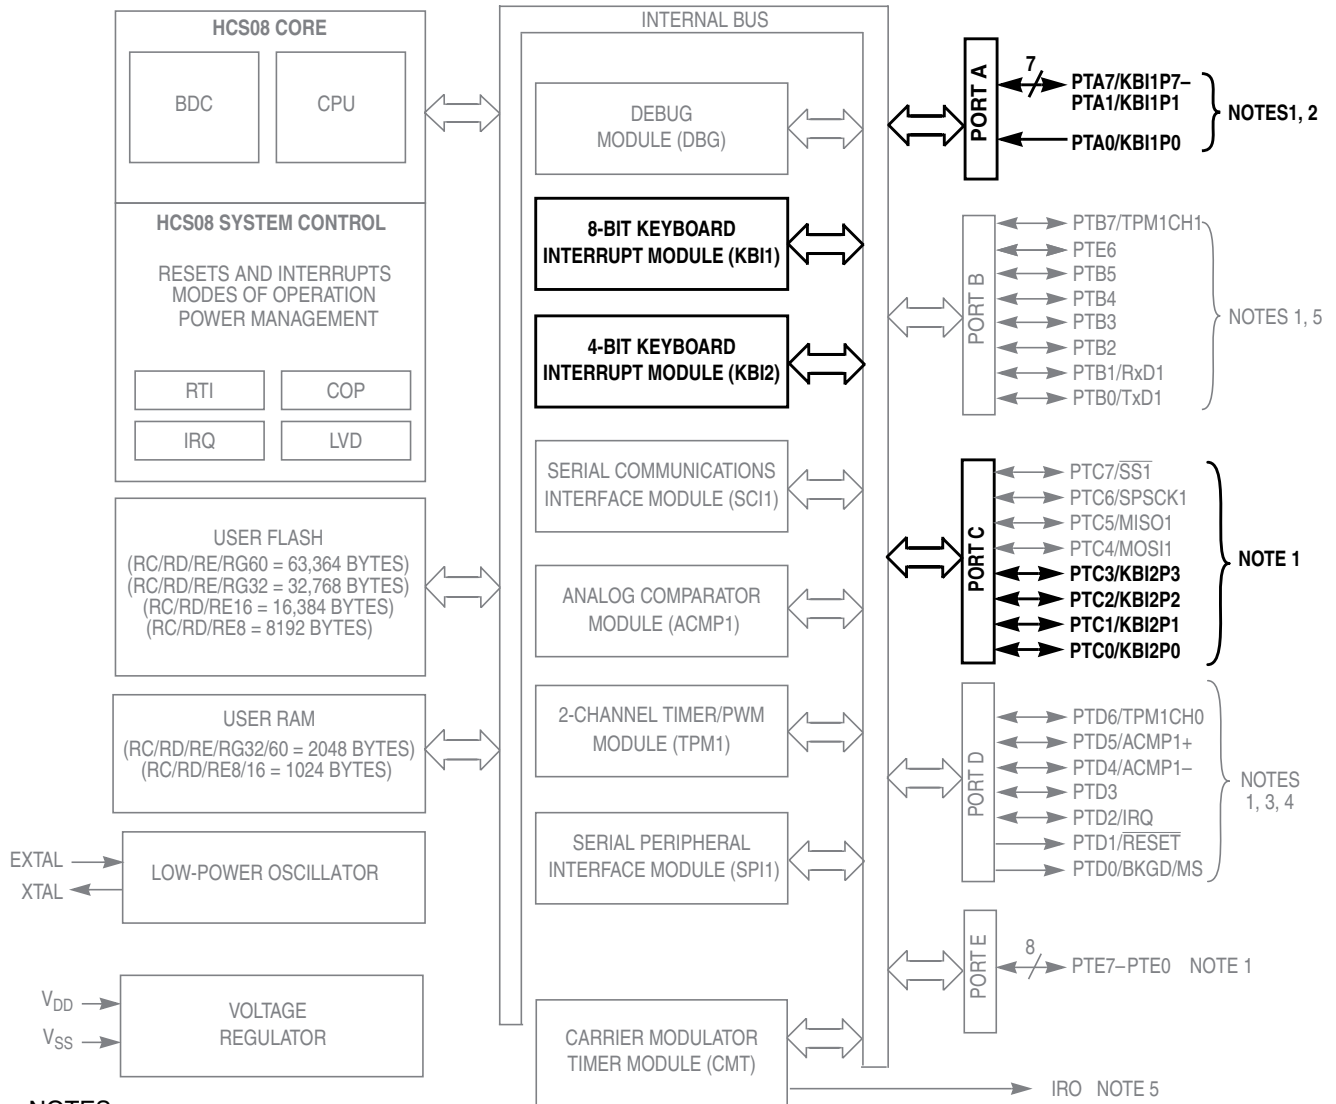 HCS08 CORE
BDC
CPU
HCS08 SYSTEM CONTROL
RESETS AND INTERRUPTS
MODES OF OPERATION
POWER MANAGEMENT
RTI
COP
IRQ
LVD
USER FLASH
(RC/RD/RE/RG60 = 63,364 BYTES)
(RC/RD/RE/RG32 = 32,768 BYTES)
(RC/RD/RE16 = 16,384 BYTES)
(RC/RD/RE8 = 8192 BYTES)
USER RAM
(RC/RD/RE/RG32/60 = 2048 BYTES)
(RC/RD/RE8/16 = 1024 BYTES)
EXTAL
XTAL
LOW-POWER OSCILLATOR
VDD
VSS
VOLTAGE
REGULATOR
INTERNAL BUS
DEBUG
MODULE (DBG)
8-BIT KEYBOARD
INTERRUPT MODULE (KBI1)
4-BIT KEYBOARD
INTERRUPT MODULE (KBI2)
SERIAL COMMUNICATIONS
INTERFACE MODULE (SCI1)
ANALOG COMPARATOR
MODULE (ACMP1)
2-CHANNEL TIMER/PWM
MODULE (TPM1)
SERIAL PERIPHERAL
INTERFACE MODULE (SPI1)
CARRIER MODULATOR
TIMER MODULE (CMT)
PORT A
7
PTA7/KBI1P7–
PTA1/KBI1P1
PTA0/KBI1P0
NOTES1, 2
PORT B
PTB7/TPM1CH1
PTE6
PTB5
PTB4
PTB3
PTB2
PTB1/RxD1
PTB0/TxD1
NOTES 1, 5
PORT C
PTC7/SS1
PTC6/SPSCK1
PTC5/MISO1
PTC4/MOSI1
PTC3/KBI2P3
PTC2/KBI2P2
PTC1/KBI2P1
PTC0/KBI2P0
NOTE 1
PORT D
PTD6/TPM1CH0
PTD5/ACMP1+
PTD4/ACMP1–
PTD3
PTD2/IRQ
PTD1/RESET
PTD0/BKGD/MS
NOTES
1, 3, 4
PORT E
8
PTE7–PTE0 NOTE 1
IRO NOTE 5